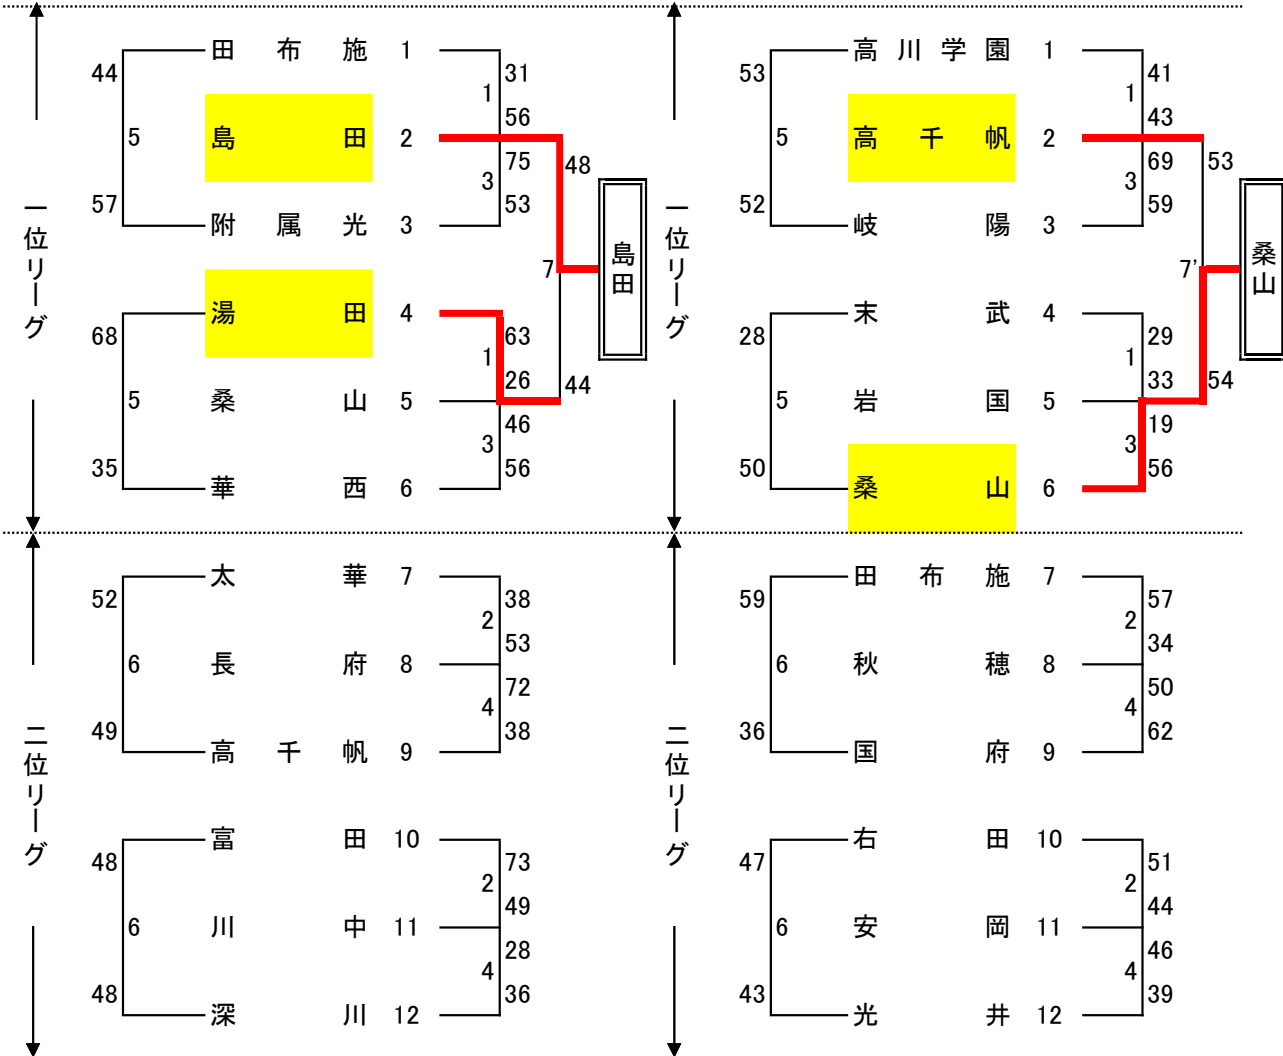 一位リーグ
44
5
57
田布施 1
島田 2
附属光 3
31
1
56
75
3
53
48
68
5
35
湯田 4
桑山 5
華西 6
63
1
26
46
3
56
44
7
島田
二位リーグ
52
6
49
太華 7
長府 8
高千帆 9
38
2
53
72
4
38
48
6
48
富田 10
川中 11
深川 12
73
2
49
28
4
36
一位リーグ
53
5
52
高川学園 1
高千帆 2
岐陽 3
41
1
43
69
3
59
53
28
5
50
末武 4
岩国 5
桑山 6
29
1
33
19
3
56
54
7'
桑山
二位リーグ
59
6
36
田布施 7
秋穂 8
国府 9
57
2
34
50
4
62
47
6
43
右田 10
安岡 11
光井 12
51
2
44
46
4
39